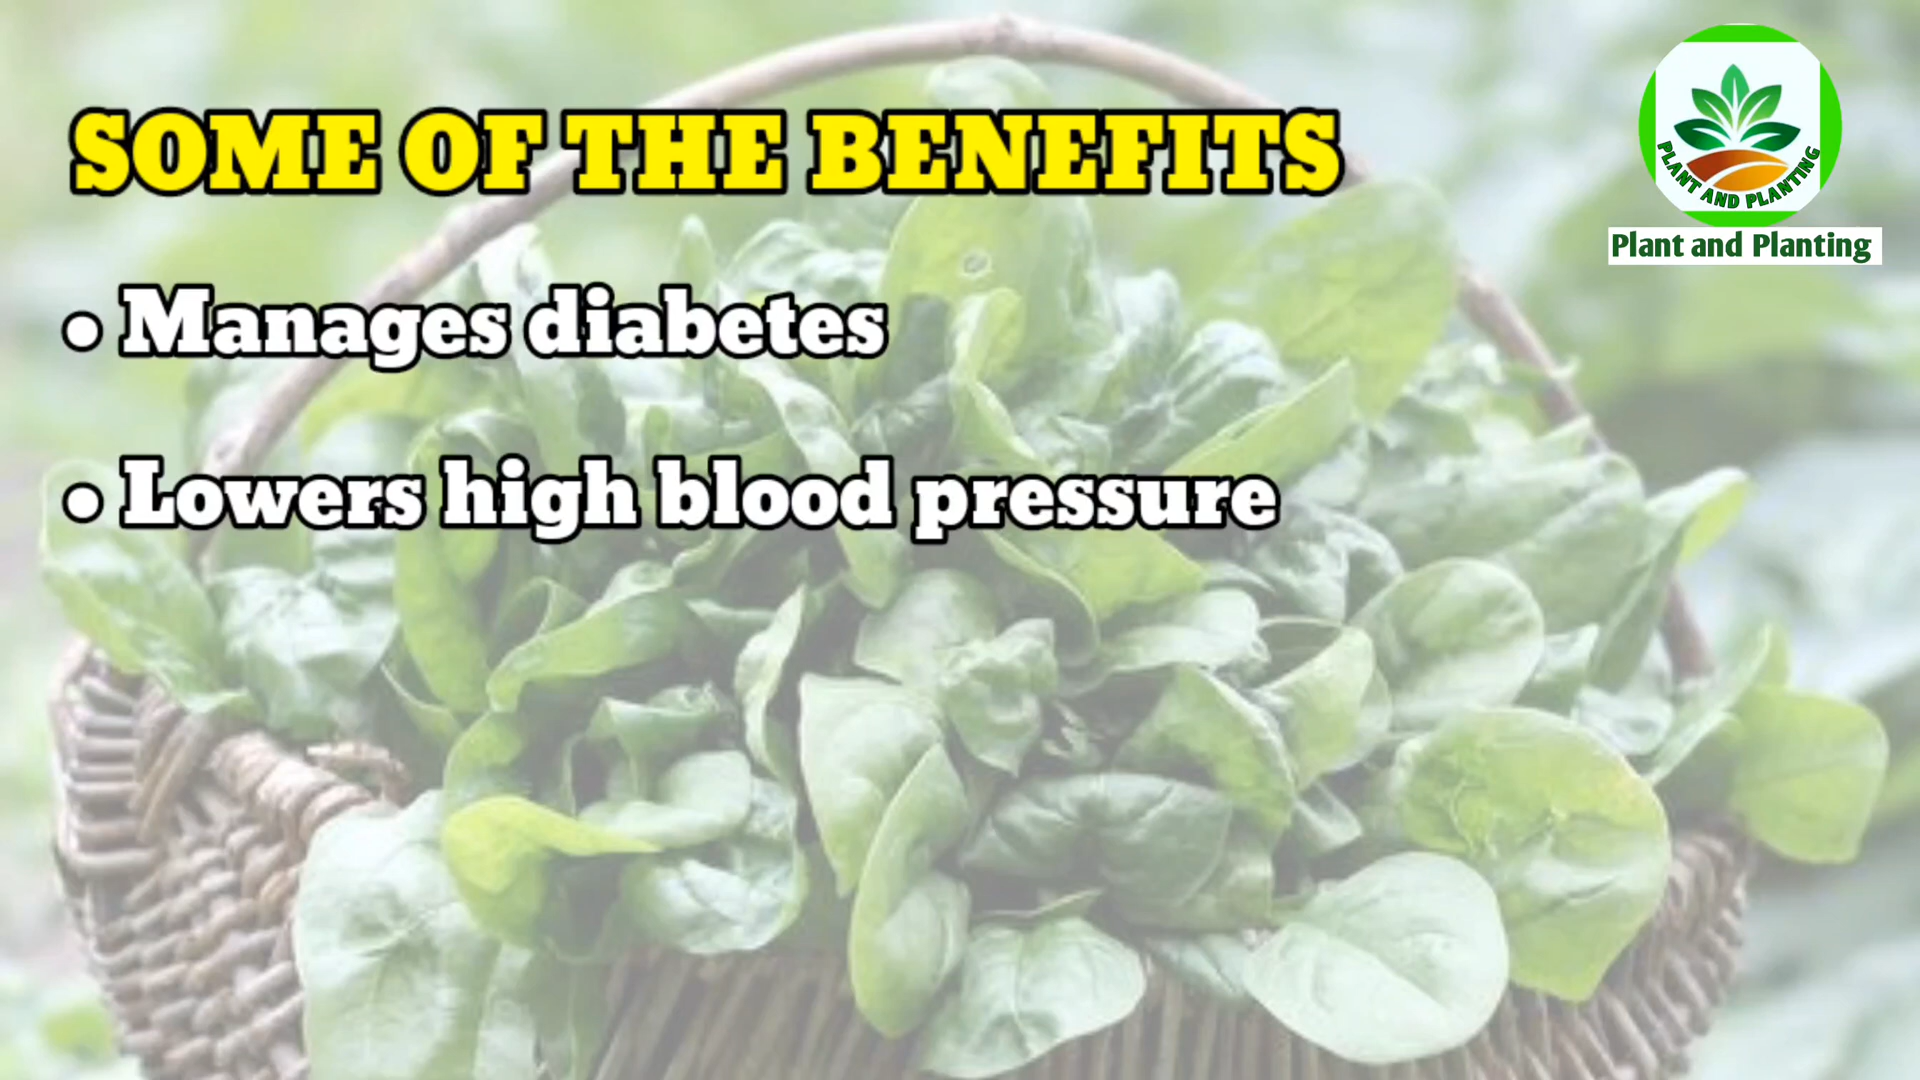 SOME OF THE BENEFITS
• Manages diabetes
• Lowers high blood pressure
PLANT AND PLANTING
Plant and Planting